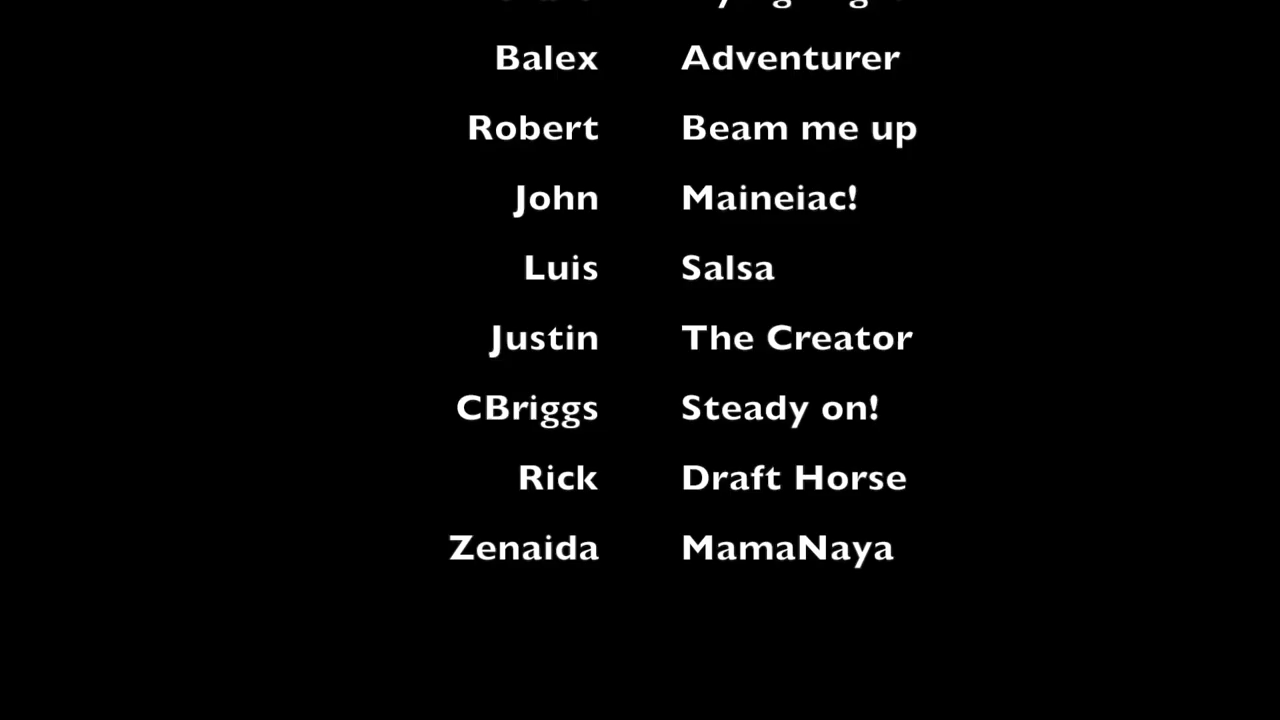 Balex Adventurer
Robert Beam me up
John Maineiac!
Luis Salsa
Justin The Creator
CBriggs Steady on!
Rick Draft Horse
Zenaida MamaNaya